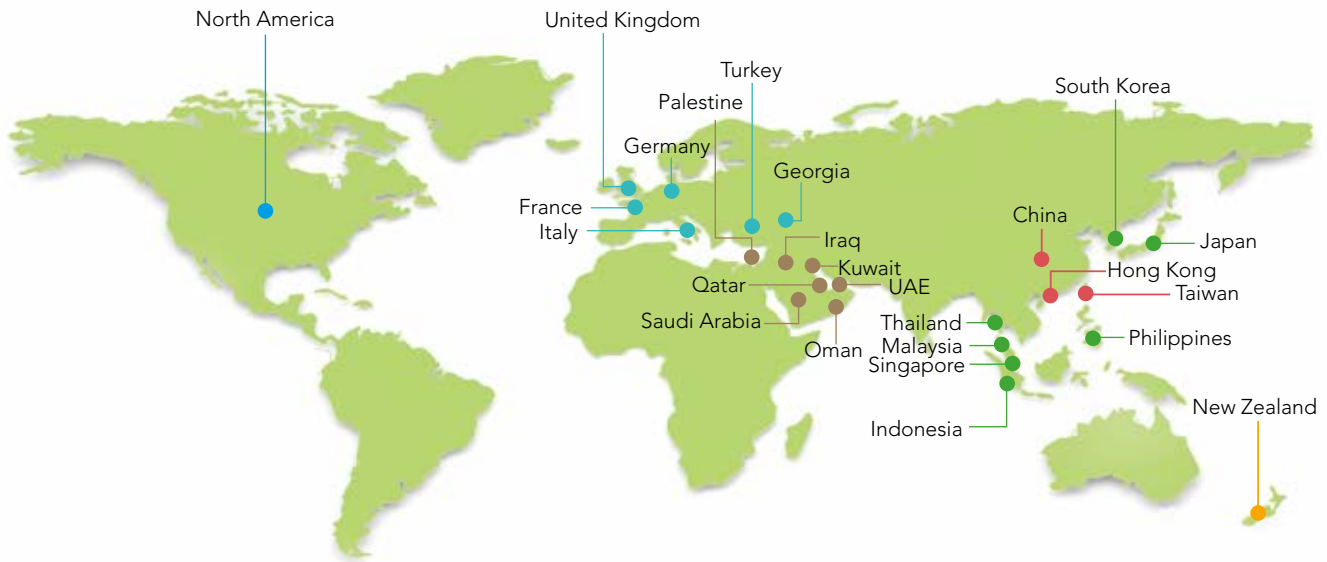 North America
United Kingdom
Turkey
South Korea
Palestine
Germany
Georgia
France
China
Italy
Iraq
Japan
Kuwait
Hong Kong
Qatar
UAE
Taiwan
Saudi Arabia
Thailand
Oman
Malaysia
Philippines
Singapore
New Zealand
Indonesia